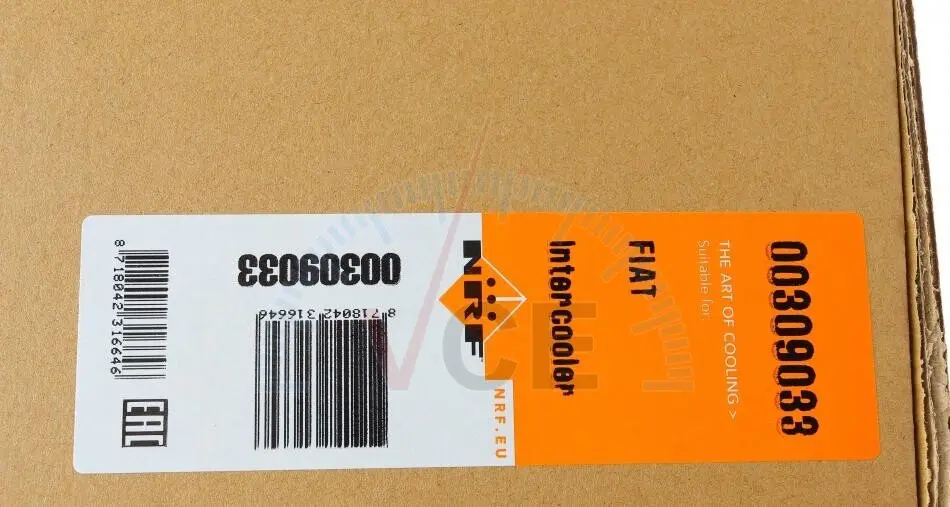 00309033
THE ART OF COOLING >
Suitable for:
FIAT
Intercooler
NRF
NRF.EU
00309033
8 718042 316646
8 718042 316646
EAC